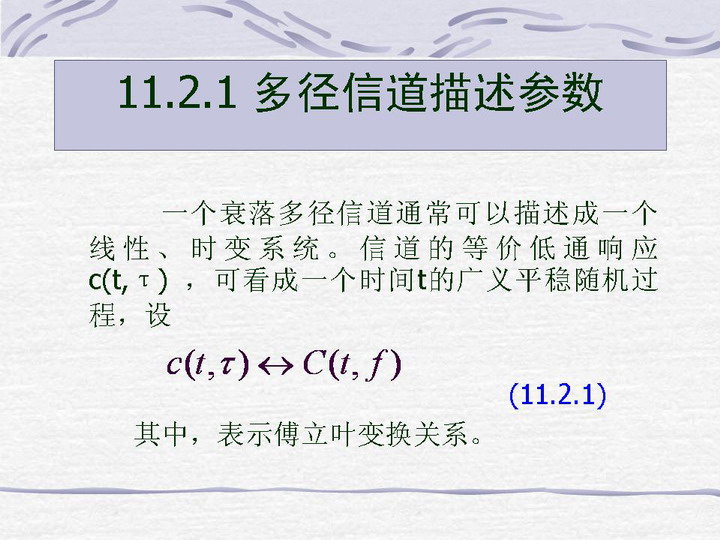 11.2.1 多径信道描述参数
一个衰落多径信道通常可以描述成一个
线性、时变系统。信道的等价低通响应
c(t,τ)，可看成一个时间t的广义平稳随机过
程，设
c(t,τ)↔C(t,f)
(11.2.1)
其中，表示傅立叶变换关系。